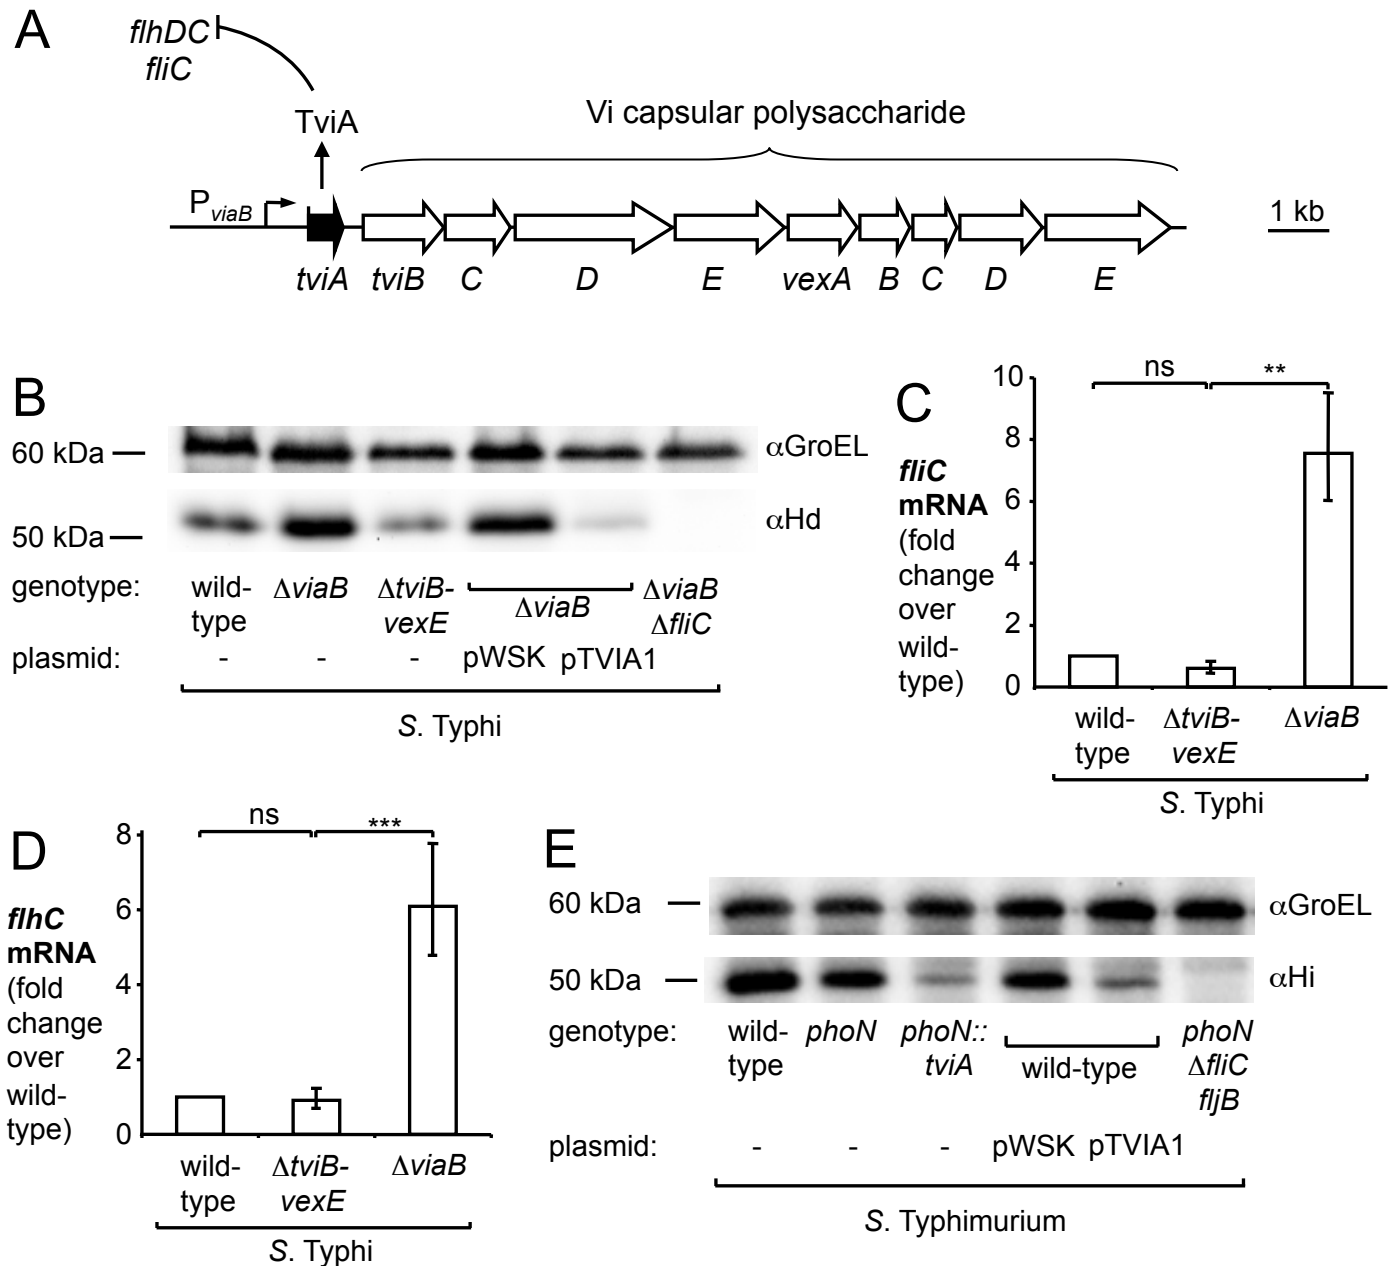 A
flhDC
fliC
TviA
Vi capsular polysaccharide
PviaB
1 kb
tviA tviB C D E vexA B C D E
B
60 kDa
αGroEL
50 kDa
αHd
genotype: wild-type ΔviaB ΔtviB-vexE ΔviaB ΔviaB ΔfliC
plasmid: - - - pWSK pTVIA1
S. Typhi
C
fliC
mRNA
(fold
change
over
wild-
type)
10
8
6
4
2
0
ns
**
wild-type ΔtviB-vexE ΔviaB
S. Typhi
D
flhC
mRNA
(fold
change
over
wild-
type)
8
6
4
2
0
ns
***
wild-type ΔtviB-vexE ΔviaB
S. Typhi
E
60 kDa
αGroEL
50 kDa
αHi
genotype: wild-type phoN phoN::tviA wild-type phoN ΔfliC fljB
plasmid: - - - pWSK pTVIA1
S. Typhimurium